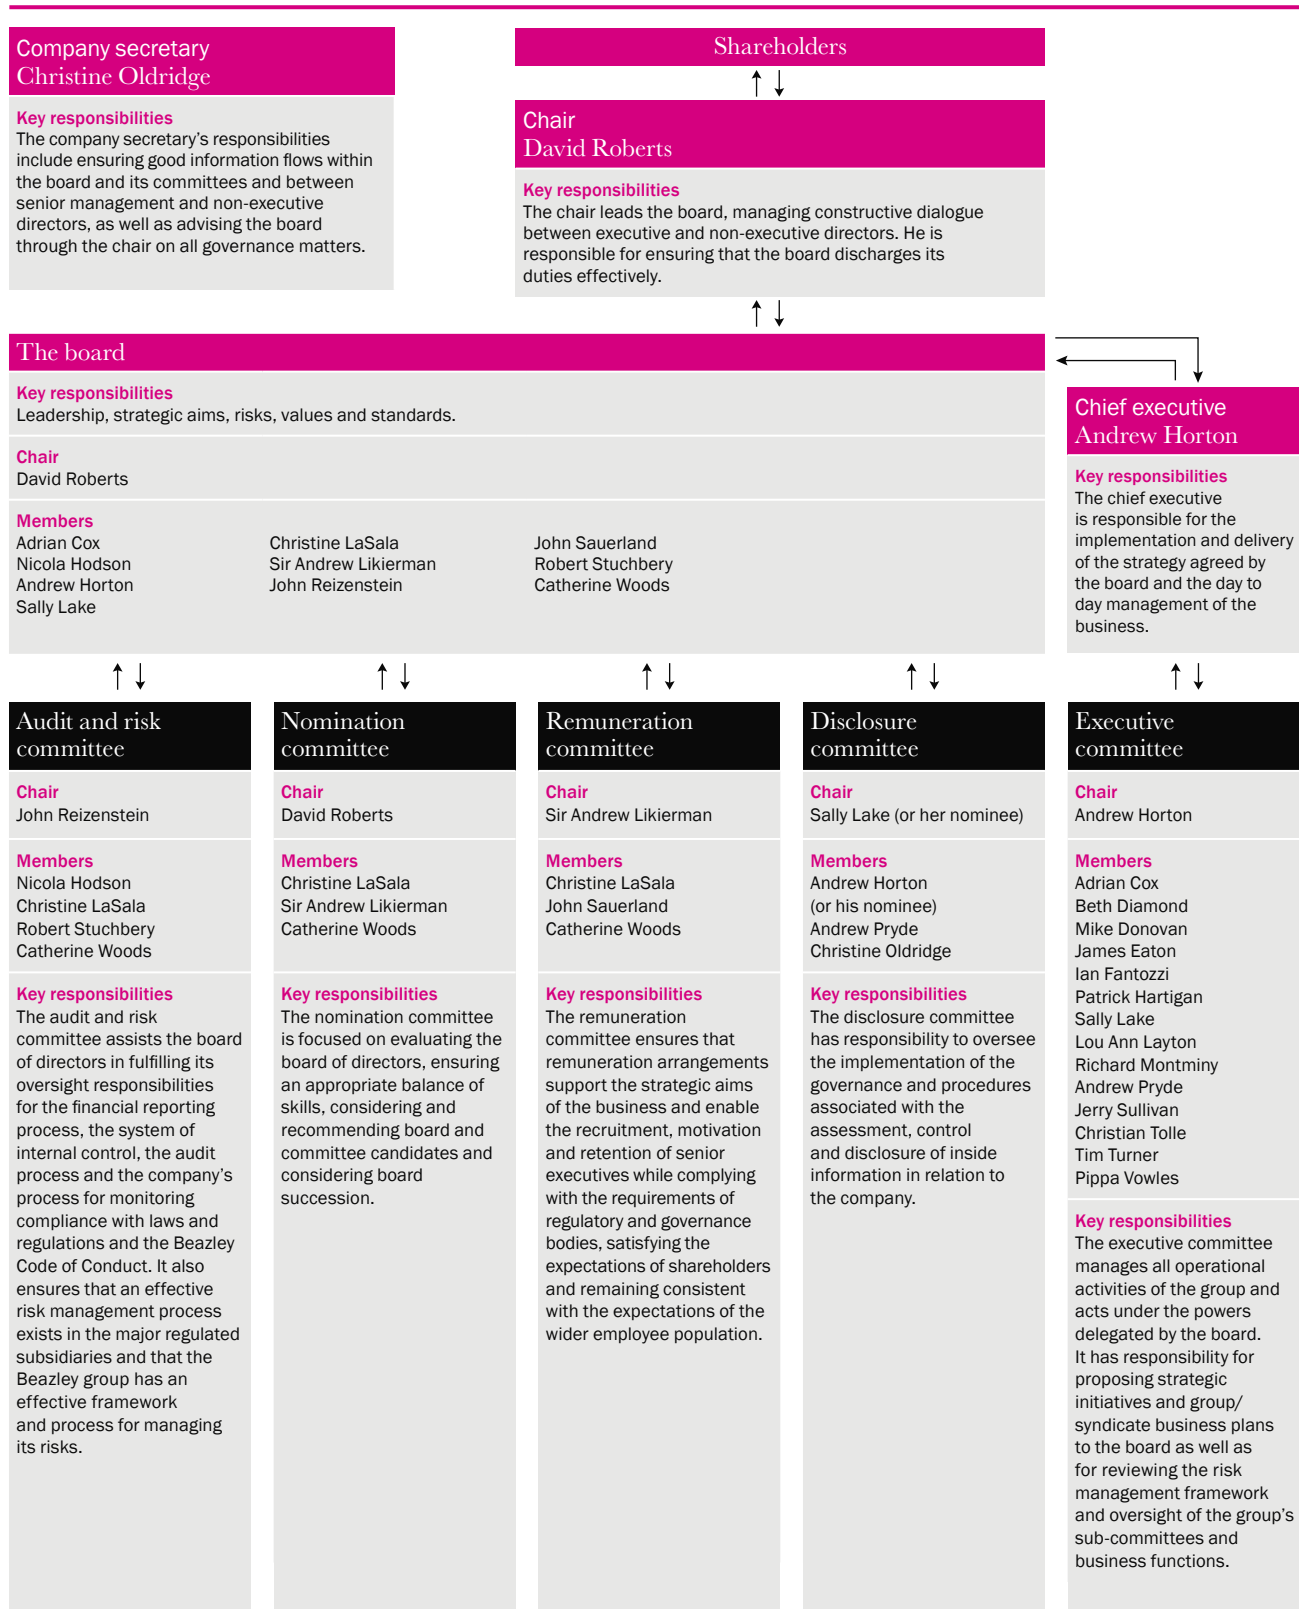 Company secretary
Christine Oldridge
Key responsibilities
The company secretary's responsibilities
include ensuring good information flows within
the board and its committees and between
senior management and non-executive
directors, as well as advising the board
through the chair on all governance matters.
Shareholders
Chair
David Roberts
Key responsibilities
The chair leads the board, managing constructive dialogue
between executive and non-executive directors. He is
responsible for ensuring that the board discharges its
duties effectively.
The board
Key responsibilities
Leadership, strategic aims, risks, values and standards.
Chair
David Roberts
Members
Adrian Cox
Nicola Hodson
Andrew Horton
Sally Lake
Christine LaSala
Sir Andrew Likierman
John Reizenstein
John Sauerland
Robert Stuchbery
Catherine Woods
Chief executive
Andrew Horton
Key responsibilities
The chief executive
is responsible for the
implementation and delivery
of the strategy agreed by
the board and the day to
day management of the
business.
Audit and risk
committee
Chair
John Reizenstein
Members
Nicola Hodson
Christine LaSala
Robert Stuchbery
Catherine Woods
Key responsibilities
The audit and risk
committee assists the board
of directors in fulfilling its
oversight responsibilities
for the financial reporting
process, the system of
internal control, the audit
process and the company's
process for monitoring
compliance with laws and
regulations and the Beazley
Code of Conduct. It also
ensures that an effective
risk management process
exists in the major regulated
subsidiaries and that the
Beazley group has an
effective framework
and process for managing
its risks.
Nomination
committee
Chair
David Roberts
Members
Christine LaSala
Sir Andrew Likierman
Catherine Woods
Key responsibilities
The nomination committee
is focused on evaluating the
board of directors, ensuring
an appropriate balance of
skills, considering and
recommending board and
committee candidates and
considering board
succession.
Remuneration
committee
Chair
Sir Andrew Likierman
Members
Christine LaSala
John Sauerland
Catherine Woods
Key responsibilities
The remuneration
committee ensures that
remuneration arrangements
support the strategic aims
of the business and enable
the recruitment, motivation
and retention of senior
executives while complying
with the requirements of
regulatory and governance
bodies, satisfying the
expectations of shareholders
and remaining consistent
with the expectations of the
wider employee population.
Disclosure
committee
Chair
Sally Lake (or her nominee)
Members
Andrew Horton
(or his nominee)
Andrew Pryde
Christine Oldridge
Key responsibilities
The disclosure committee
has responsibility to oversee
the implementation of the
governance and procedures
associated with the
assessment, control
and disclosure of inside
information in relation to
the company.
Executive
committee
Chair
Andrew Horton
Members
Adrian Cox
Beth Diamond
Mike Donovan
James Eaton
Ian Fantozzi
Patrick Hartigan
Sally Lake
Lou Ann Layton
Richard Montminy
Andrew Pryde
Jerry Sullivan
Christian Tolle
Tim Turner
Pippa Vowles
Key responsibilities
The executive committee
manages all operational
activities of the group and
acts under the powers
delegated by the board.
It has responsibility for
proposing strategic
initiatives and group/
syndicate business plans
to the board as well as
for reviewing the risk
management framework
and oversight of the group's
sub-committees and
business functions.